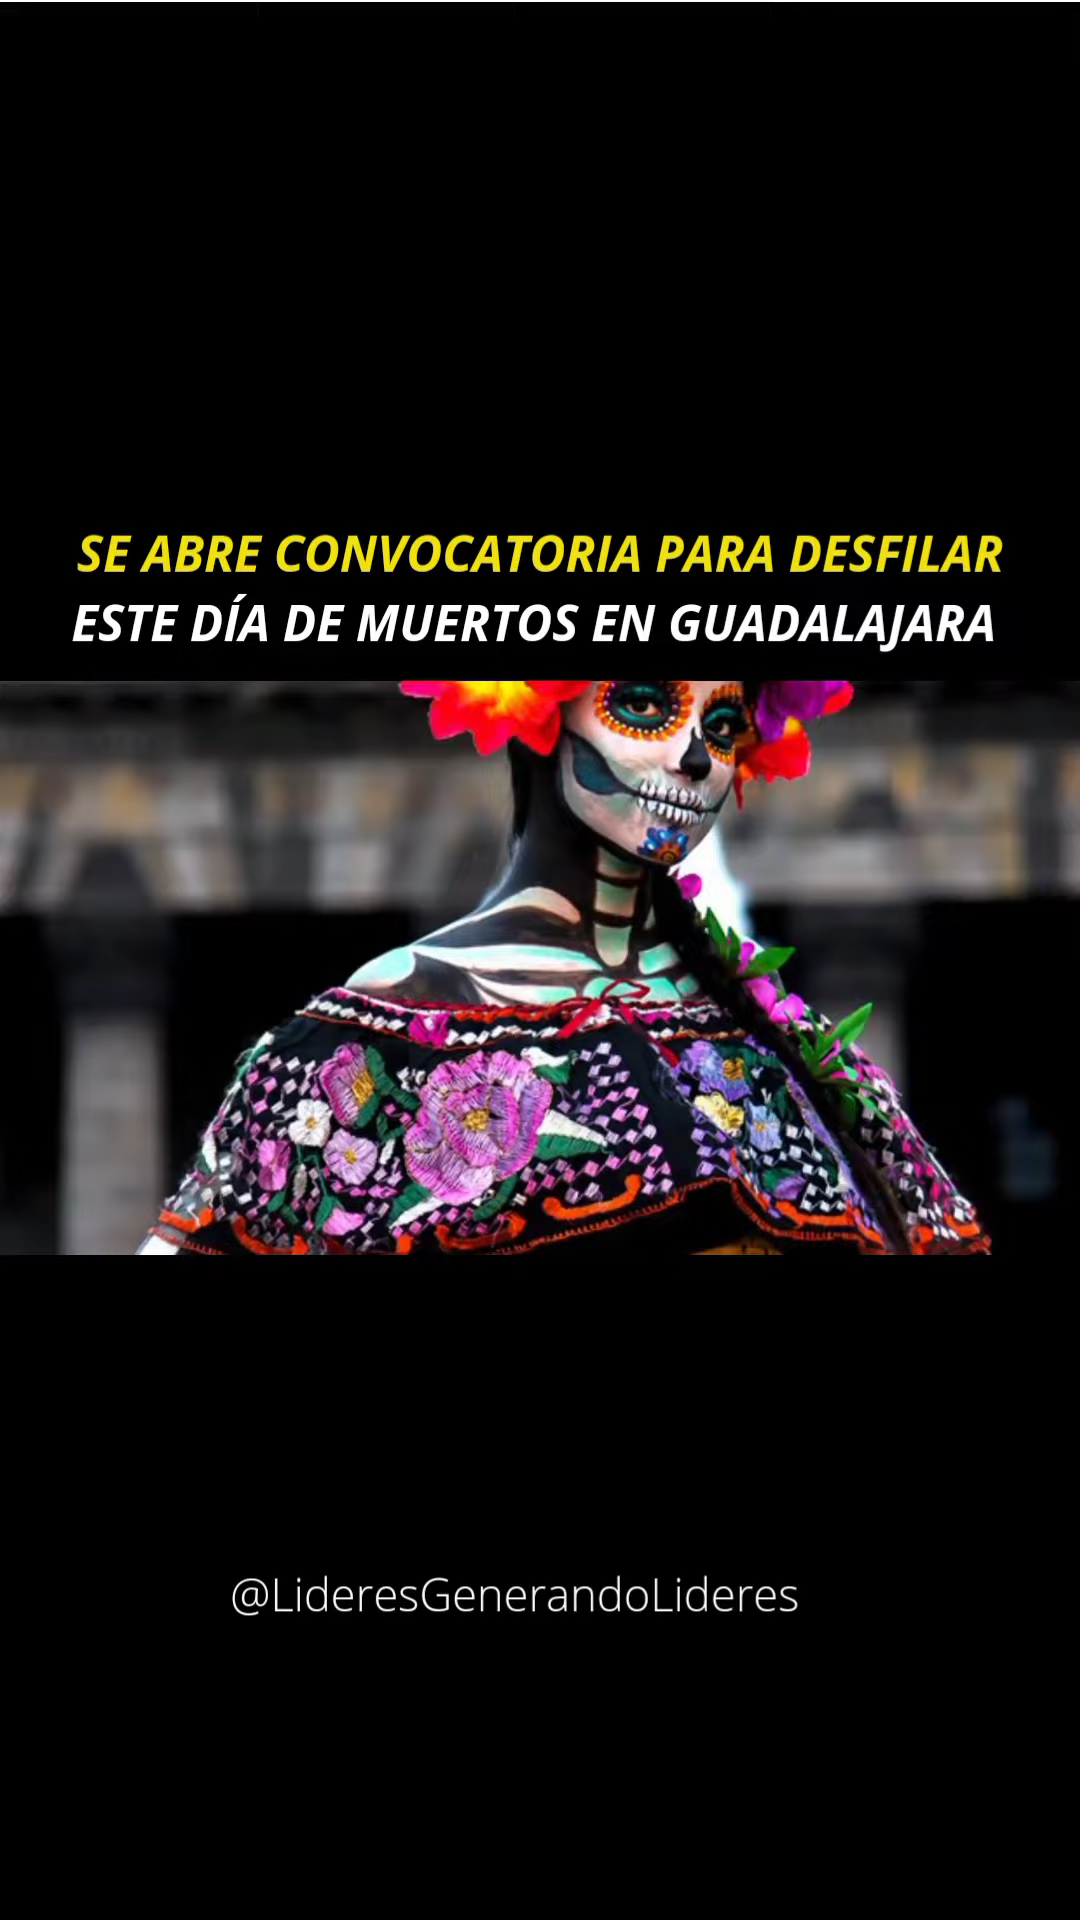 SE ABRE CONVOCATORIA PARA DESFILAR
ESTE DÍA DE MUERTOS EN GUADALAJARA
@LideresGenerandoLideres